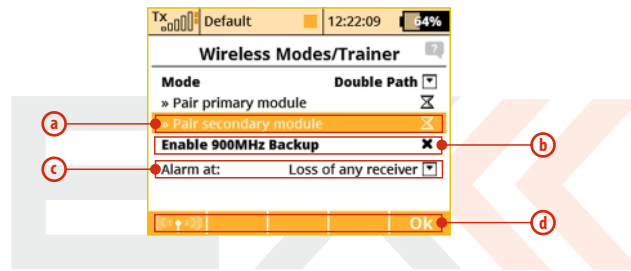 Tx Default 12:22:09 64%
Wireless Modes/Trainer ?
Mode Double Path
» Pair primary module
a » Pair secondary module
Enable 900MHz Backup b
c Alarm at: Loss of any receiver
Ok d